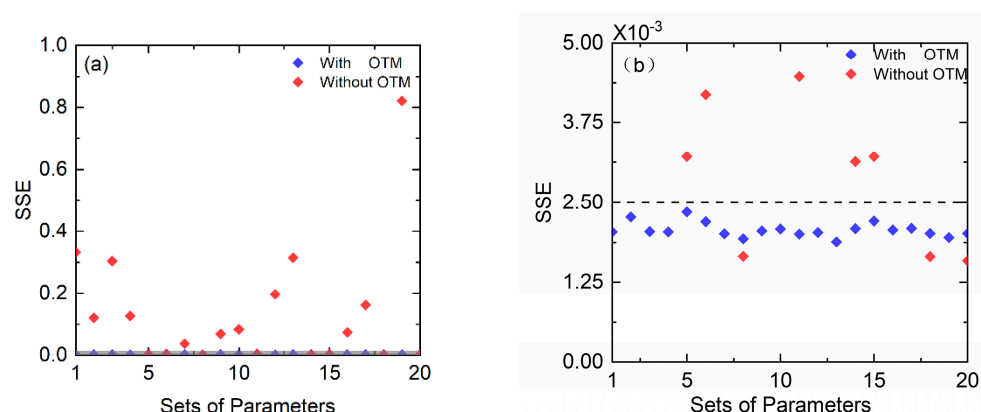 1.0
(a)
With OTM
Without OTM
0.8
0.6
SSE
0.4
0.2
0.0
1 5 10 15 20
Sets of Parameters
X10-3
5.00
(b)
With OTM
Without OTM
3.75
SSE
2.50
1.25
0.00
1 5 10 15 20
Sets of Parameters